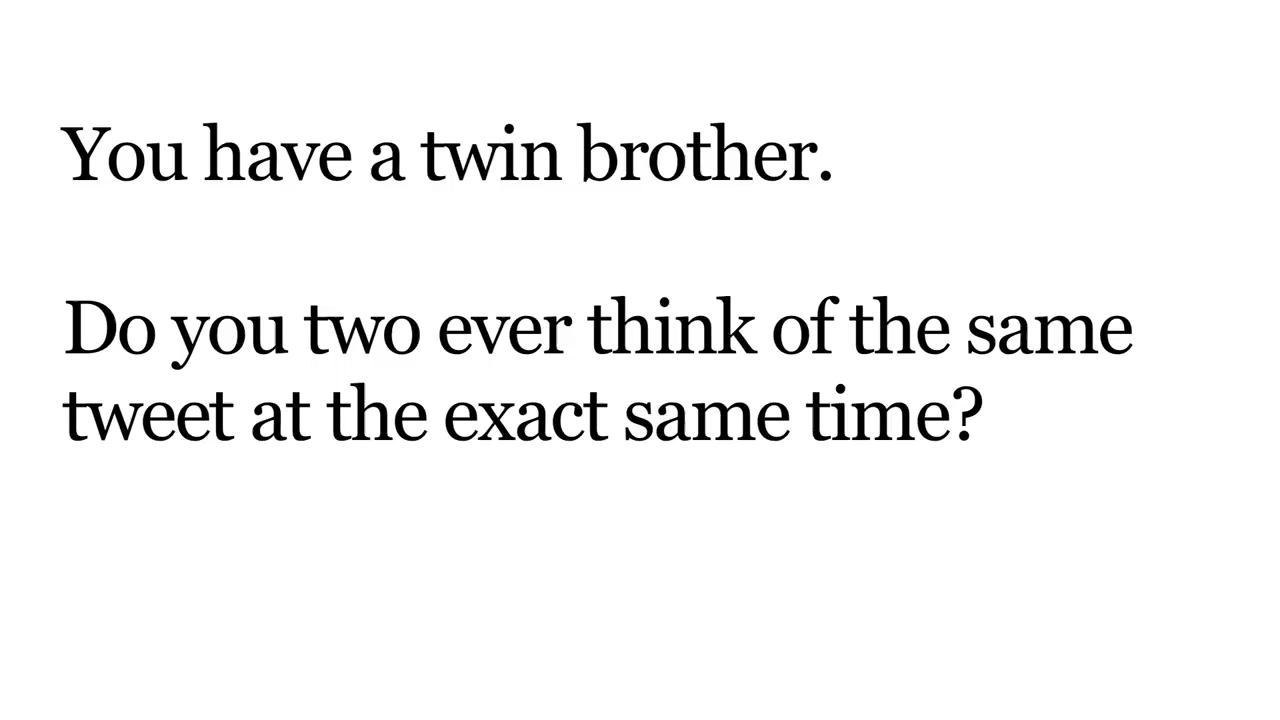 You have a twin brother.
Do you two ever think of the same
tweet at the exact same time?